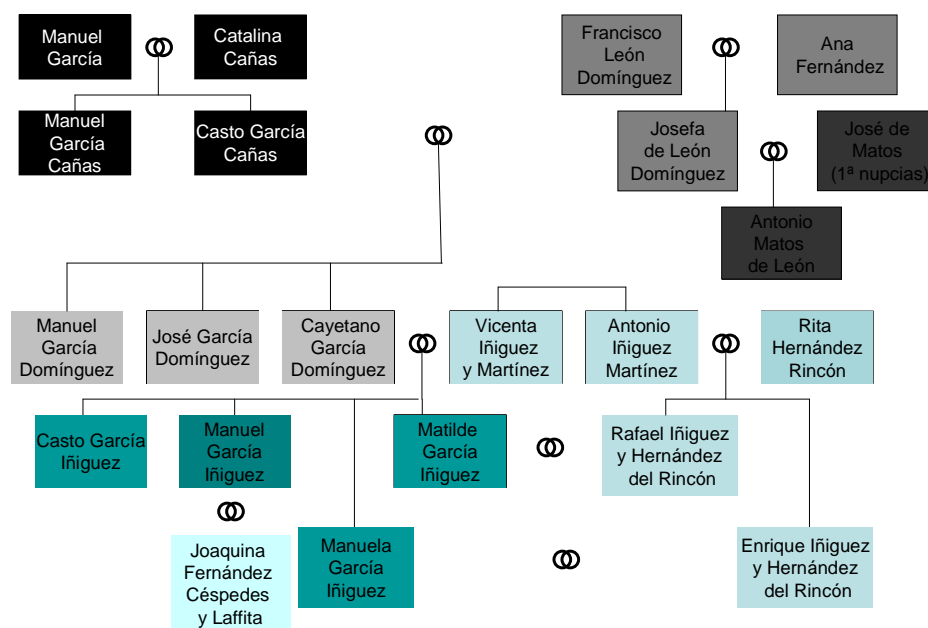 Manuel
García
Catalina
Cañas
Francisco
León
Domínguez
Ana
Fernández
Manuel
García
Cañas
Casto García
Cañas
Josefa
de León
Domínguez
José de
Matos
(1ª nupcias)
Antonio
Matos
de León
Manuel
García
Domínguez
José García
Domínguez
Cayetano
García
Domínguez
Vicenta
Iñiguez
y Martínez
Antonio
Iñiguez
Martínez
Rita
Hernández
Rincón
Casto García
Iñiguez
Manuel
García
Iñiguez
Matilde
García
Iñiguez
Rafael Iñiguez
y Hernández
del Rincón
Joaquina
Fernández
Céspedes
y Laffita
Manuela
García
Iñiguez
Enrique Iñiguez
y Hernández
del Rincón